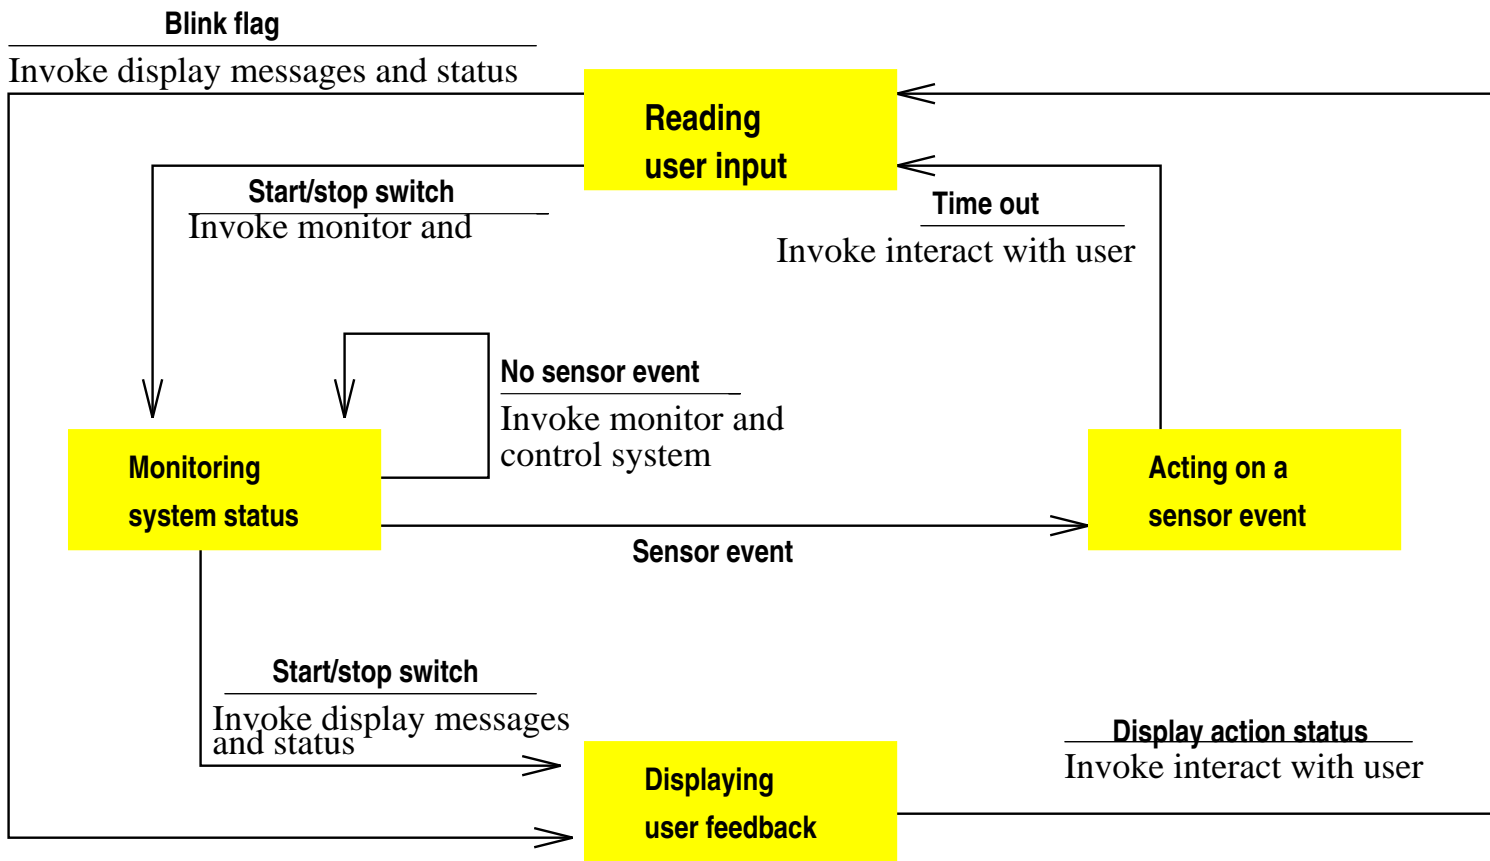 Blink flag
Invoke display messages and status
Reading
user input
Start/stop switch
Invoke monitor and
Time out
Invoke interact with user
No sensor event
Invoke monitor and
control system
Monitoring
system status
Acting on a
sensor event
Sensor event
Start/stop switch
Invoke display messages
and status
Display action status
Invoke interact with user
Displaying
user feedback